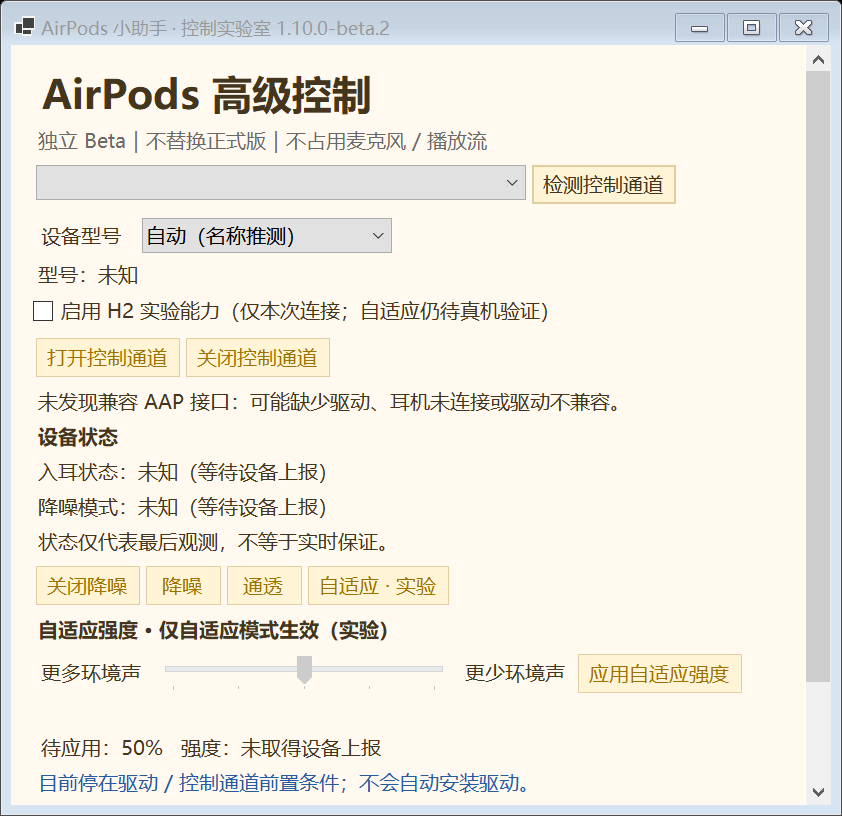 AirPods 小助手 · 控制实验室 1.10.0-beta.2
AirPods 高级控制
独立 Beta | 不替换正式版 | 不占用麦克风 / 播放流
检测控制通道
设备型号 自动（名称推测）
型号：未知
启用 H2 实验能力（仅本次连接；自适应仍待真机验证）
打开控制通道 关闭控制通道
未发现兼容 AAP 接口：可能缺少驱动、耳机未连接或驱动不兼容。
设备状态
入耳状态：未知（等待设备上报）
降噪模式：未知（等待设备上报）
状态仅代表最后观测，不等于实时保证。
关闭降噪 降噪 通透 自适应 · 实验
自适应强度 • 仅自适应模式生效（实验）
更多环境声 更少环境声 应用自适应强度
待应用：50% 强度：未取得设备上报
目前停在驱动 / 控制通道前置条件；不会自动安装驱动。